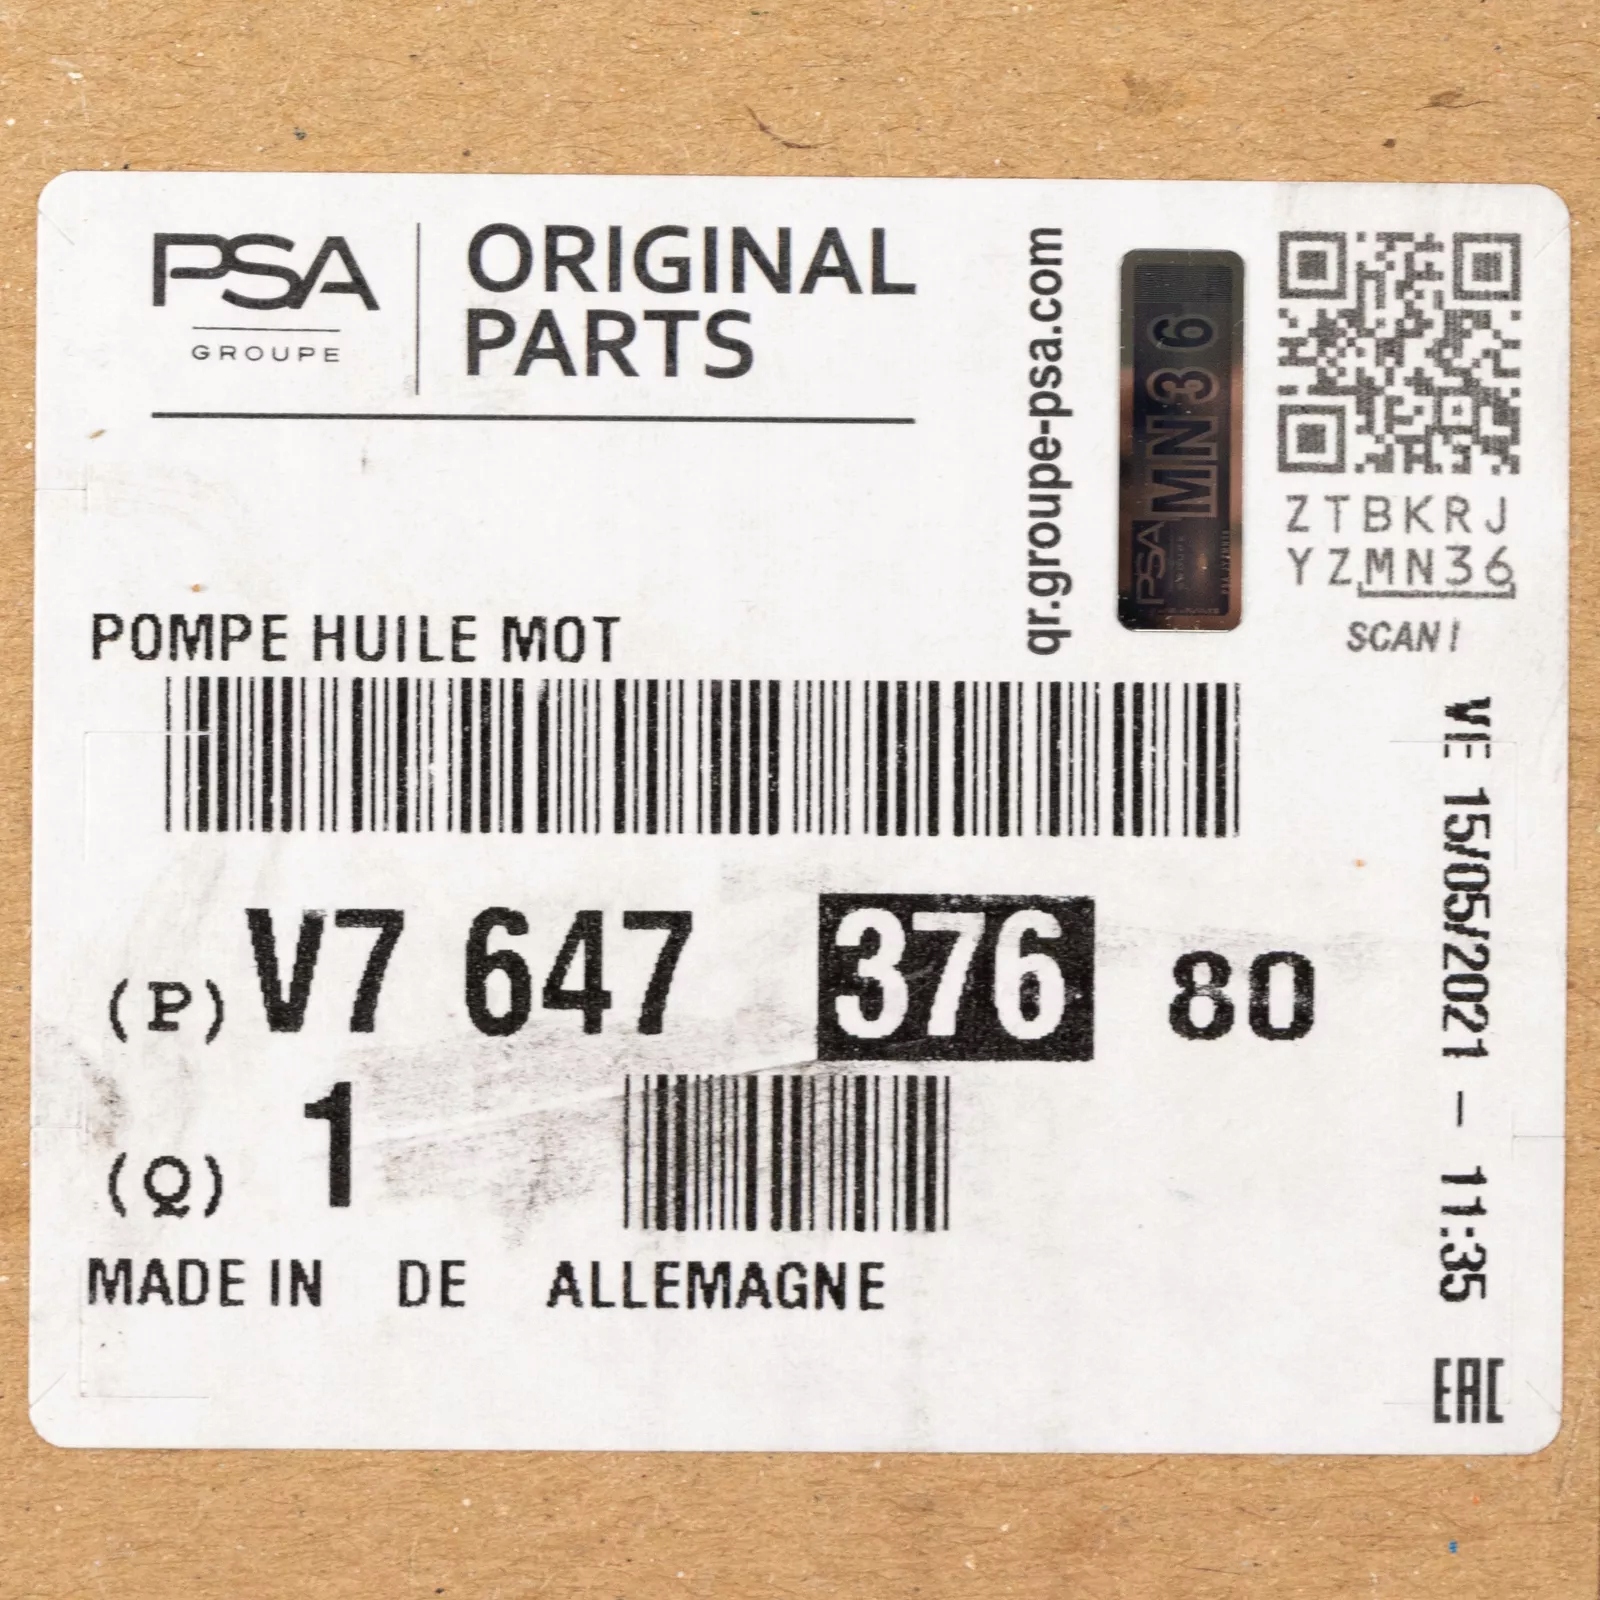 PSA
GROUPE
ORIGINAL
PARTS
qr.groupe-psa.com
PSA
MN36
ZTBKRJ
YZMN36
SCAN!
POMPE HUILE MOT
(P) V7 647 376 80
(Q) 1
MADE IN DE ALLEMAGNE
VE 15/05/2021 - 11:35
EAC